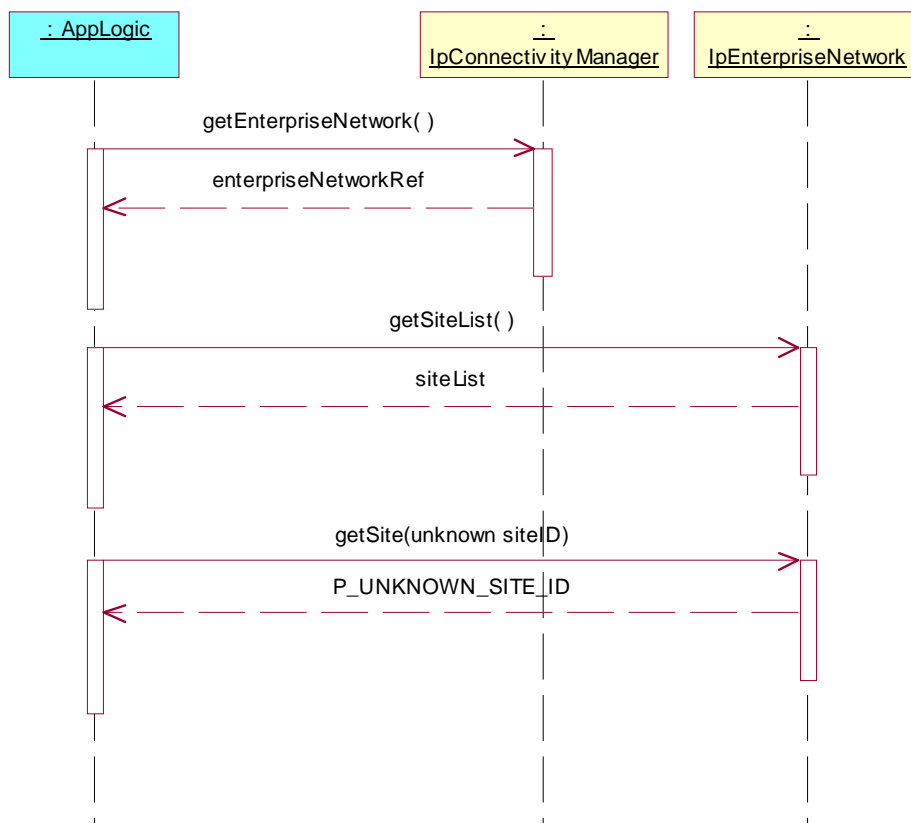 : AppLogic
:
IpConnectivityManager
:
IpEnterpriseNetwork
getEnterpriseNetwork( )
enterpriseNetworkRef
getSiteList( )
siteList
getSite(unknown siteID)
P_UNKNOWN_SITE_ID